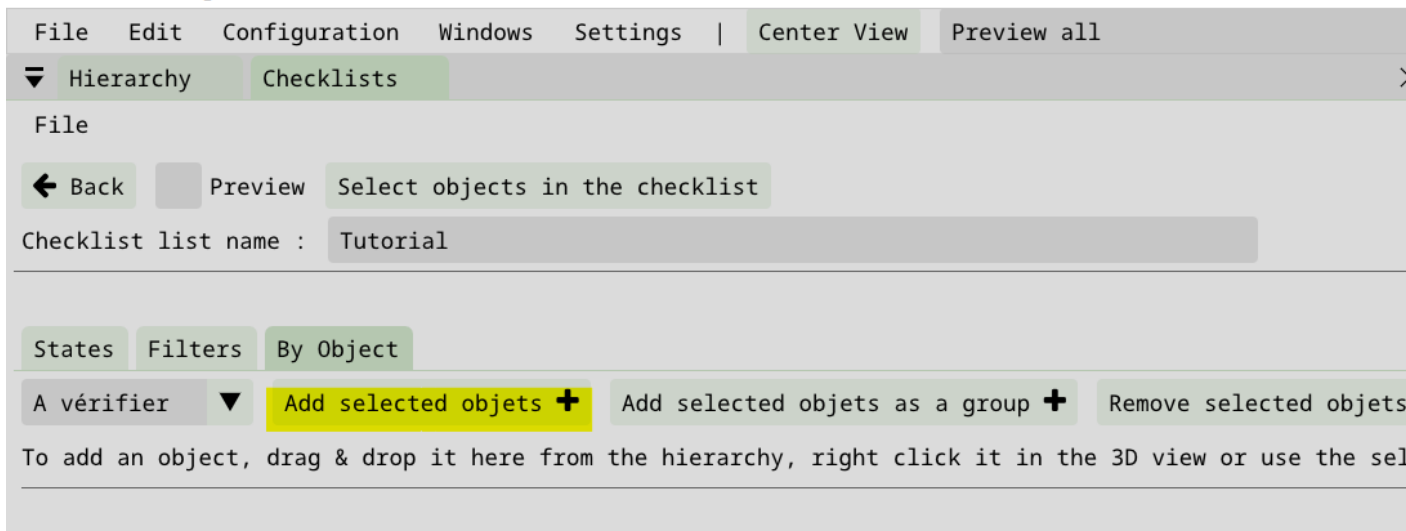 File Edit Configuration Windows Settings | Center View Preview all
Hierarchy Checklists
File
Back Preview Select objects in the checklist
Checklist list name : Tutorial
States Filters By Object
A vérifier Add selected objets + Add selected objets as a group + Remove selected objets
To add an object, drag & drop it here from the hierarchy, right click it in the 3D view or use the sel